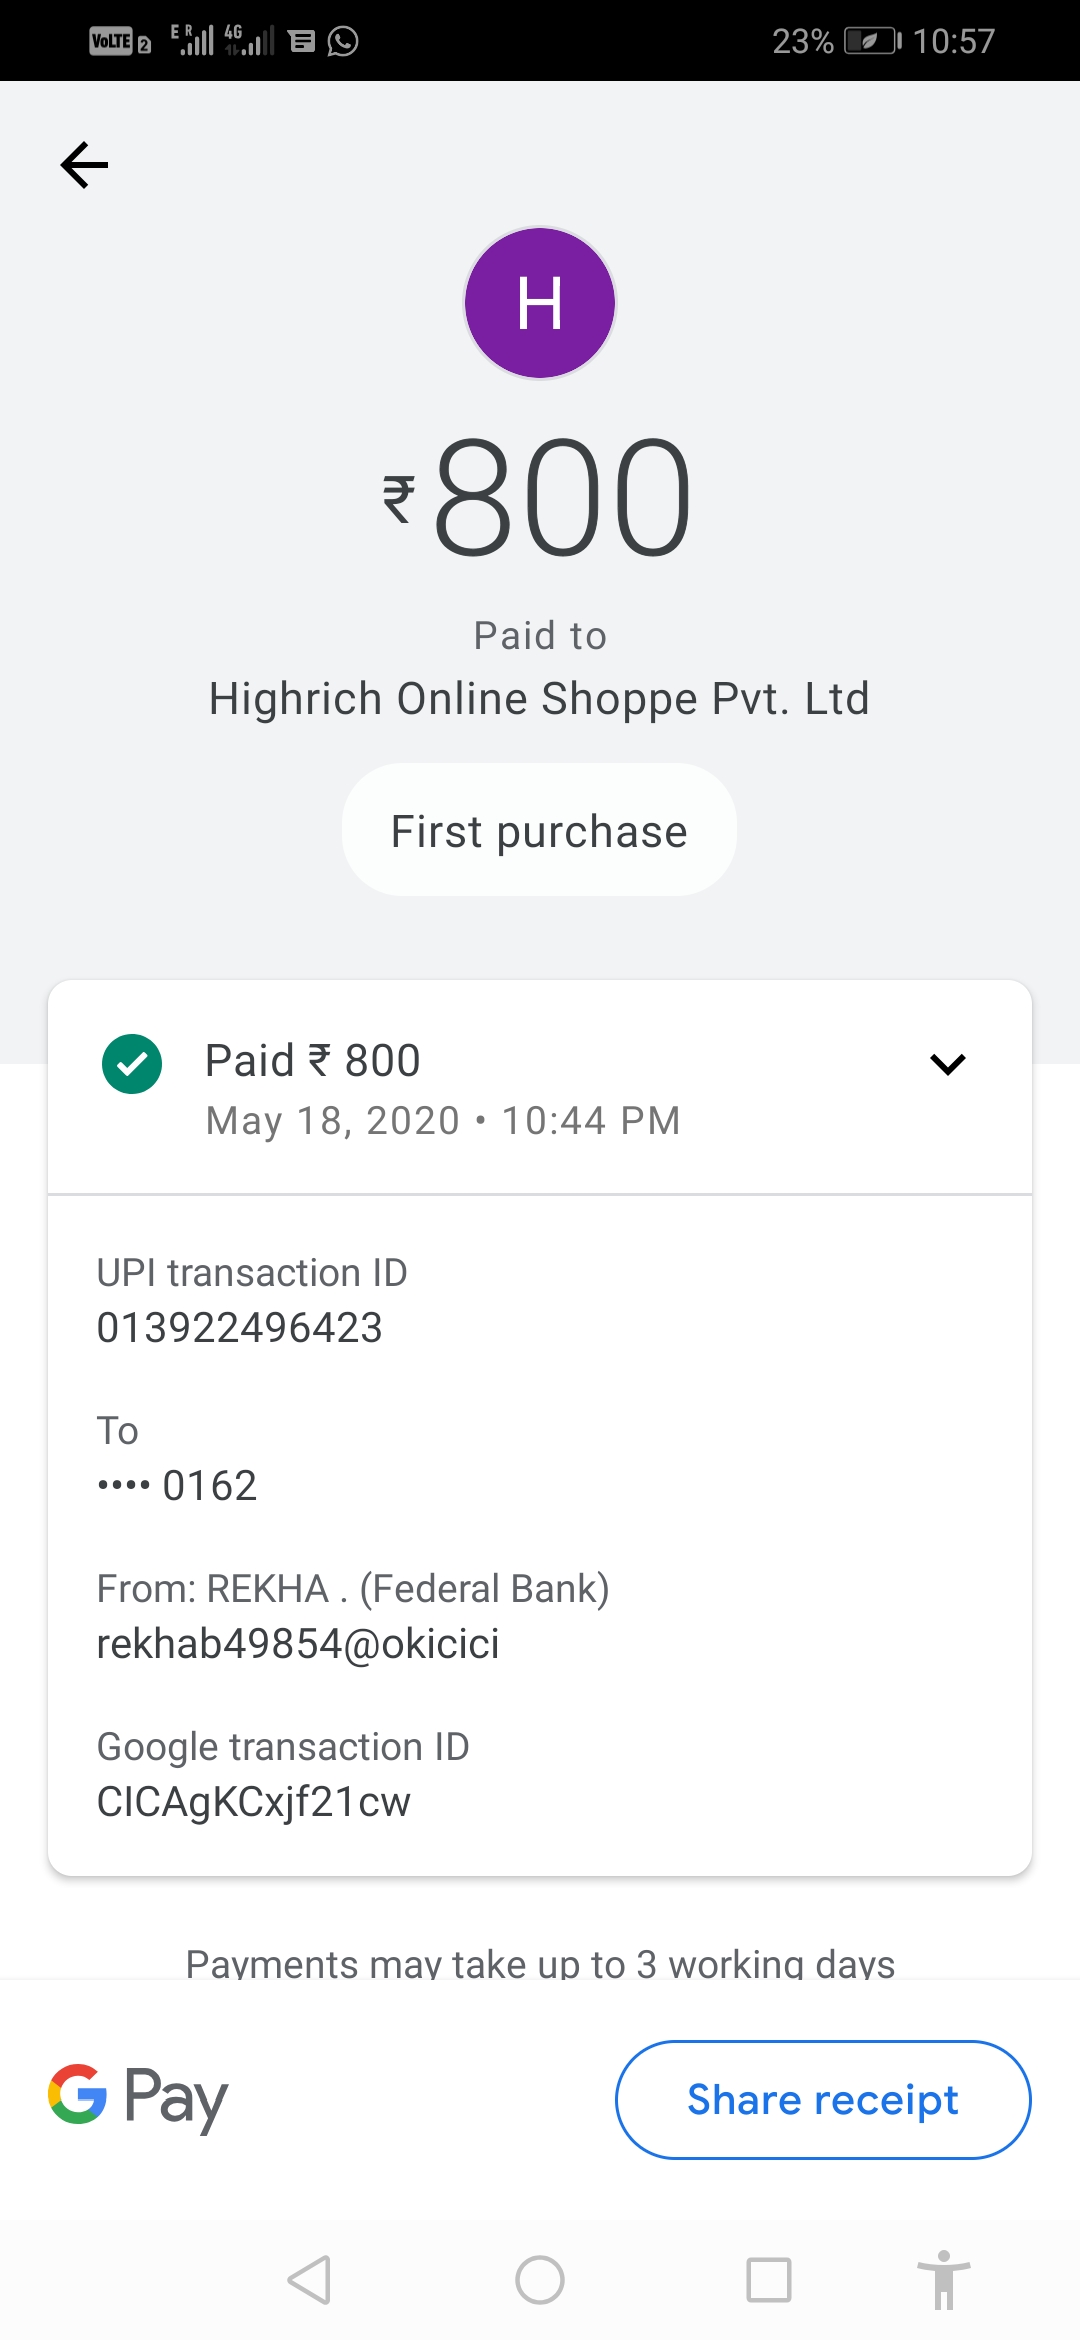 VoLTE 2 E R 4G 23% 10:57
H
₹800
Paid to
Highrich Online Shoppe Pvt. Ltd
First purchase
Paid ₹ 800
May 18, 2020 • 10:44 PM
UPI transaction ID
013922496423
To
•••• 0162
From: REKHA . (Federal Bank)
rekhab49854@okicici
Google transaction ID
CICAgKCxjf21cw
Payments may take up to 3 working days
G Pay
Share receipt